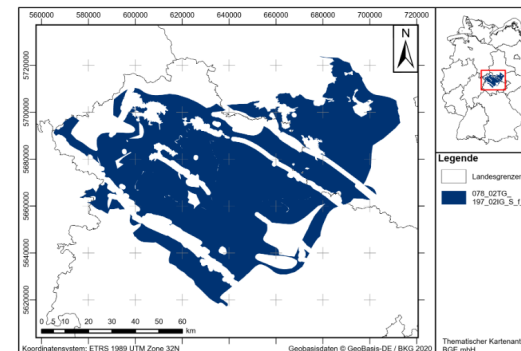 560000 580000 600000 620000 640000 660000 680000 700000 720000
N
5720000
5700000
5680000
5660000
5640000
5620000
0 5 10 20 30 40 50 60
km
Koordinatensystem: ETRS 1989 UTM Zone 32N
Geobasisdaten © GeoBasis-DE / BKG 2020
Legende
Landesgrenzen
078_02TG_
197_02IG_S_f_
Thematischer Kartenant
BGE mbH